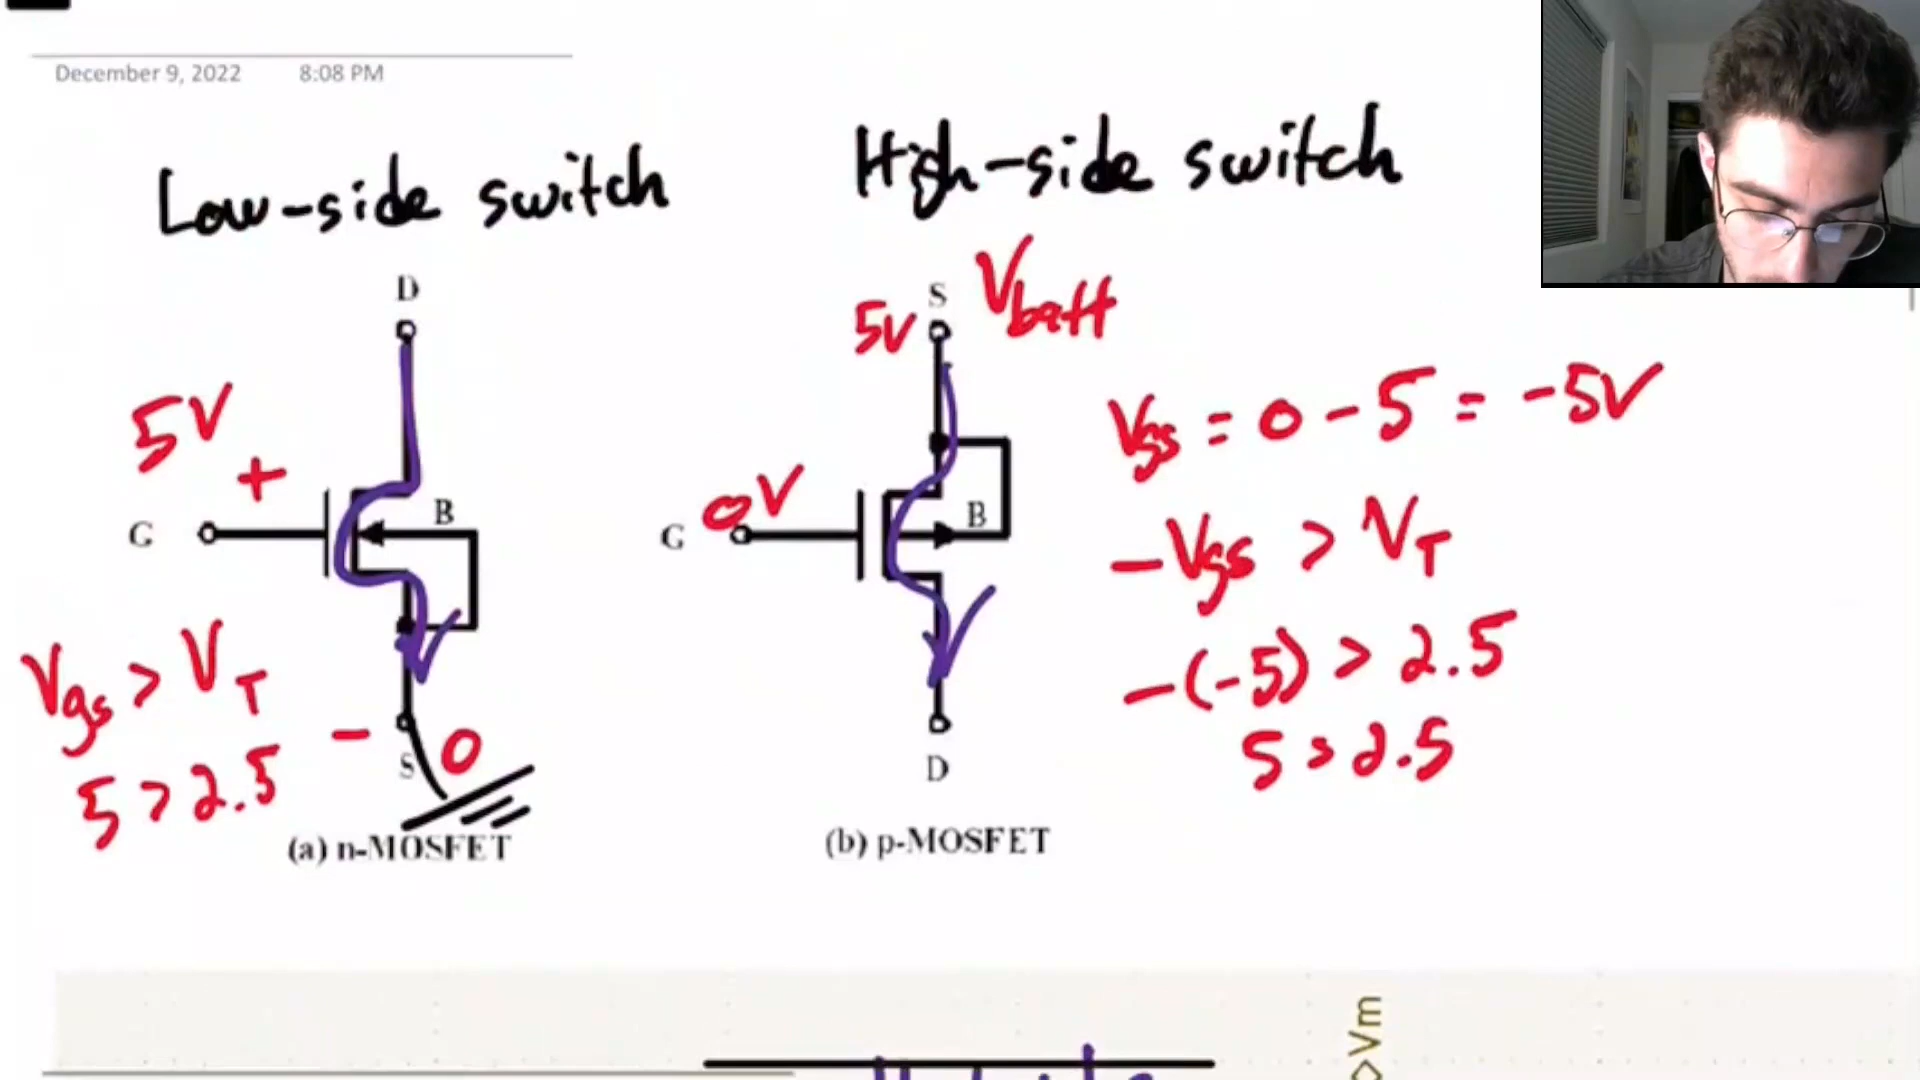 December 9, 2022 8:08 PM
Low-side switch
High-side switch
D
S
Vbatt
5V
5V
+
G
B
Vgs > VT
5 > 2.5
-
S
0
(a) n-MOSFET
0V
G
B
D
(b) p-MOSFET
Vgs = 0 - 5 = -5V
-Vgs > VT
-(-5) > 2.5
5 > 2.5
>Vm